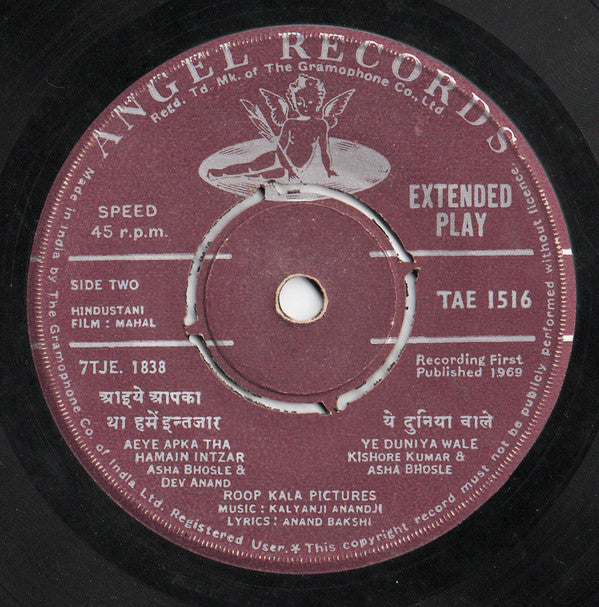 ANGEL RECORDS
Regd. Td. Mk. of The Gramophone Co., Ltd
EXTENDED
PLAY
SPEED
45 r.p.m.
SIDE TWO
HINDUSTANI
FILM : MAHAL
TAE 1516
7TJE. 1838
Recording First
Published 1969
आइये आपका
था हमें इन्तजार
AEYE APKA THA
HAMAIN INTZAR
ASHA BHOSLE &
DEV ANAND
ये दुनिया वाले
YE DUNIYA WALE
KISHORE KUMAR &
ASHA BHOSLE
ROOP KALA PICTURES
MUSIC : KALYANJI ANANDJI
LYRICS : ANAND BAKSHI
Made in India by The Gramophone Co. of India Ltd. Registered User. * This copyright record must not be publicly performed without licence.